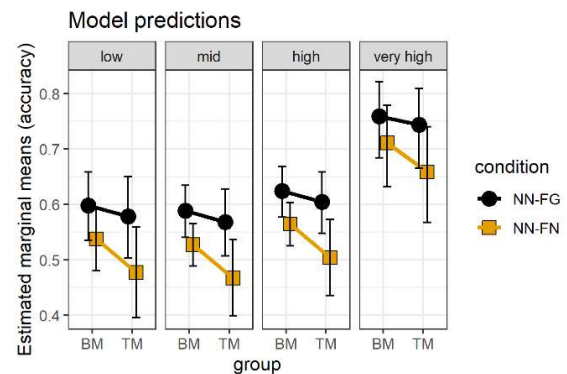 Model predictions
low mid high very high
Estimated marginal means (accuracy)
0.8
0.7
0.6
0.5
0.4
BM TM BM TM BM TM BM TM
group
condition
NN-FG
NN-FN